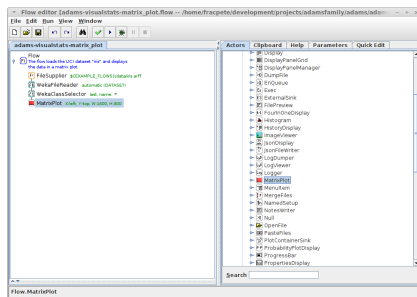 Flow editor [adams-visualstats-matrix_plot.flow -- /home/fracpete/development/projects/adamsfamily/adams/adams
File Edit Run View Window
adams-visualstats-matrix_plot
Flow
The flow loads the UCI dataset "iris" and displays
the data in a matrix plot.
FileSupplier
WekaFileReader automatic (DATASET)
WekaClassSelector
MatrixPlot
Actors Clipboard Help Parameters Quick Edit
Display
DisplayPanelGrid
DisplayPanelManager
DumpFile
EnQueue
Exec
ExternalSink
FilePreview
FourInOneDisplay
Histogram
HistoryDisplay
ImageViewer
JsonDisplay
JsonFileWriter
LogDumper
LogViewer
Logger
MatrixPlot
MenuItem
MergeFiles
NamedSetup
NotesWriter
Null
OpenFile
PasteFiles
PlotContainerSink
ProbabilityPlotDisplay
ProgressBar
PropertiesDisplay
Search
Flow.MatrixPlot